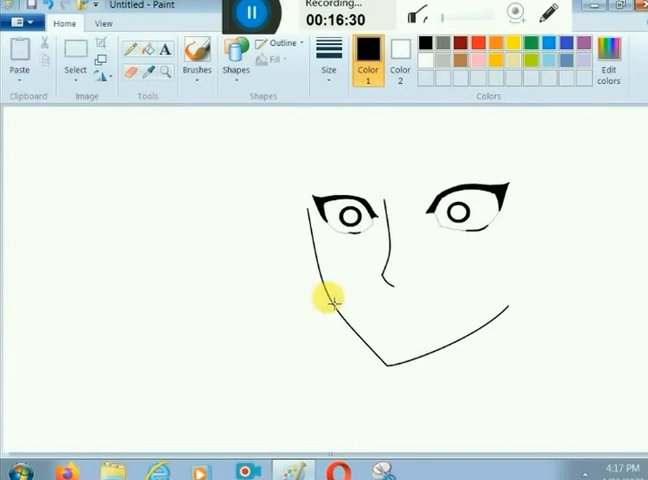 Untitled - Paint
Recording...
00:16:30
Home
View
Paste
Select
Brushes
Shapes
Outline
Fill
Size
Color
1
Color
2
Edit
colors
Clipboard
Image
Tools
Shapes
Colors
4:17 PM